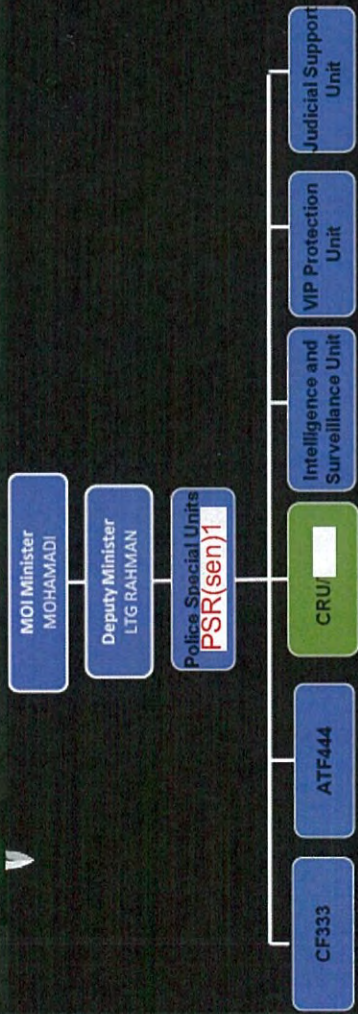 MOI Minister
MOHAMADI
Deputy Minister
LTG RAHMAN
Police Special Units
PSR(sen)1
CF333
ATF444
CRU/
Intelligence and
Surveillance Unit
VIP Protection
Unit
Judicial Support
Unit